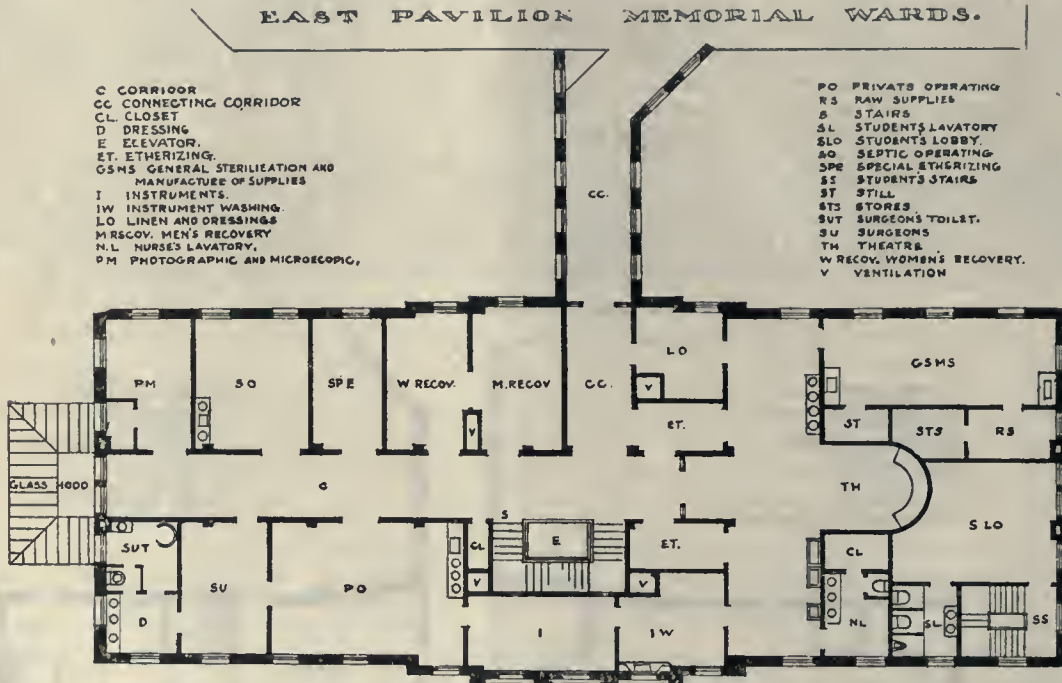 EAST PAVILION MEMORIAL WARDS.
C CORRIDOR
CC CONNECTING CORRIDOR
CL. CLOSET
D DRESSING
E ELEVATOR.
ET. ETHERIZING.
GSMS GENERAL STERILIZATION AND
MANUFACTURE OF SUPPLIES
I INSTRUMENTS.
IW INSTRUMENT WASHING.
LO LINEN AND DRESSINGS
M RECOV. MEN'S RECOVERY
N.L NURSE'S LAVATORY,
PM PHOTOGRAPHIC AND MICROSCOPIC,
PO PRIVATE OPERATING
RS RAW SUPPLIES
S STAIRS
SL STUDENTS LAVATORY
SLO STUDENT'S LOBBY.
SO SEPTIC OPERATING
SPE SPECIAL ETHERIZING
SS STUDENT'S STAIRS
ST STILL
STS STORES
SUT SURGEON'S TOILET.
SU SURGEONS
TH THEATRE
W RECOV. WOMEN'S RECOVERY.
V VENTILATION
CC.
PM
SO
SPE
W RECOV.
V
M.RECOV
CC.
LO
V
ET.
GSMS
ST
STS
RS
GLASS HOOD
C
TH
SLO
S
SUT
SU
PO
CL
V
E
ET.
V
CL
D
I
IW
NL
SL
SS